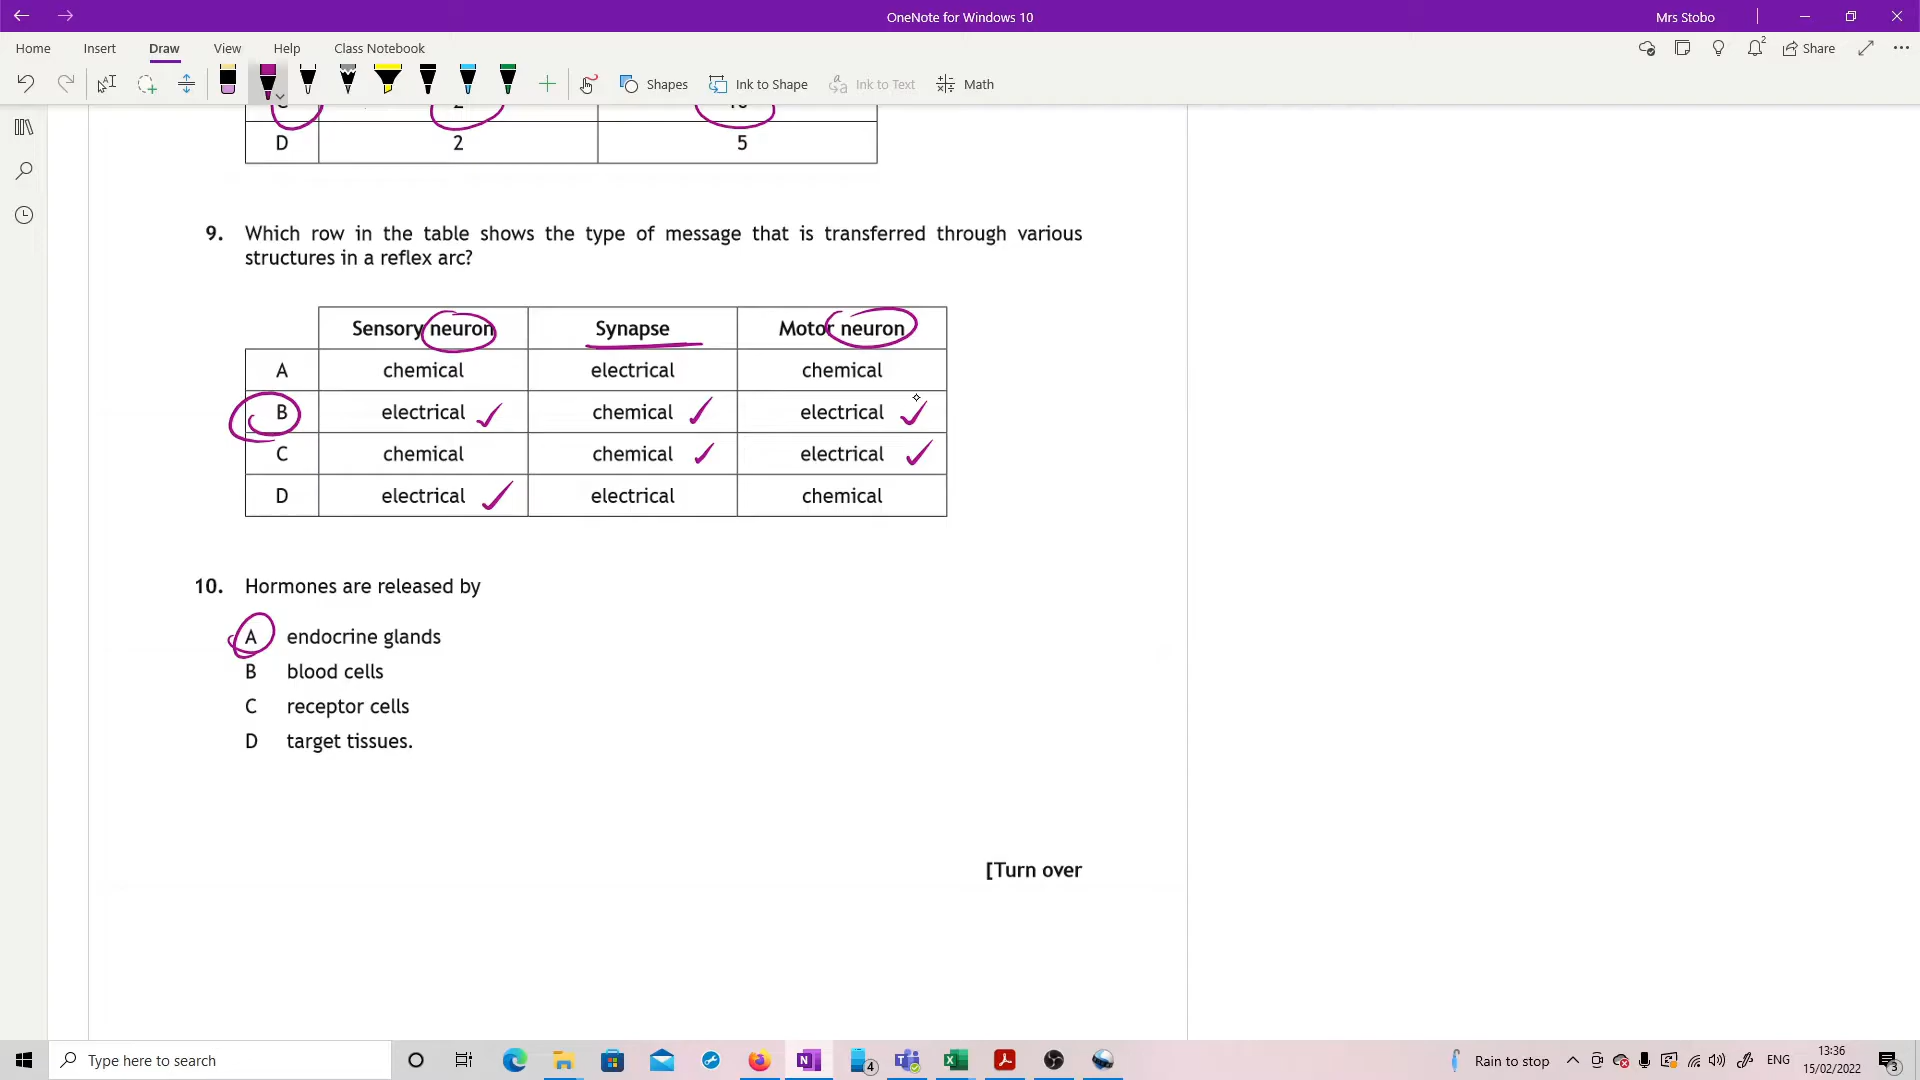 OneNote for Windows 10
Mrs Stobo
Home Insert Draw View Help Class Notebook
2
Share
Shapes Ink to Shape Ink to Text Math
D 2 5
9. Which row in the table shows the type of message that is transferred through various
structures in a reflex arc?
Sensory neuron Synapse Motor neuron
A chemical electrical chemical
B electrical chemical electrical
C chemical chemical electrical
D electrical electrical chemical
10. Hormones are released by
A endocrine glands
B blood cells
C receptor cells
D target tissues.
[Turn over
Type here to search
4
Rain to stop
ENG
13:36
15/02/2022
3